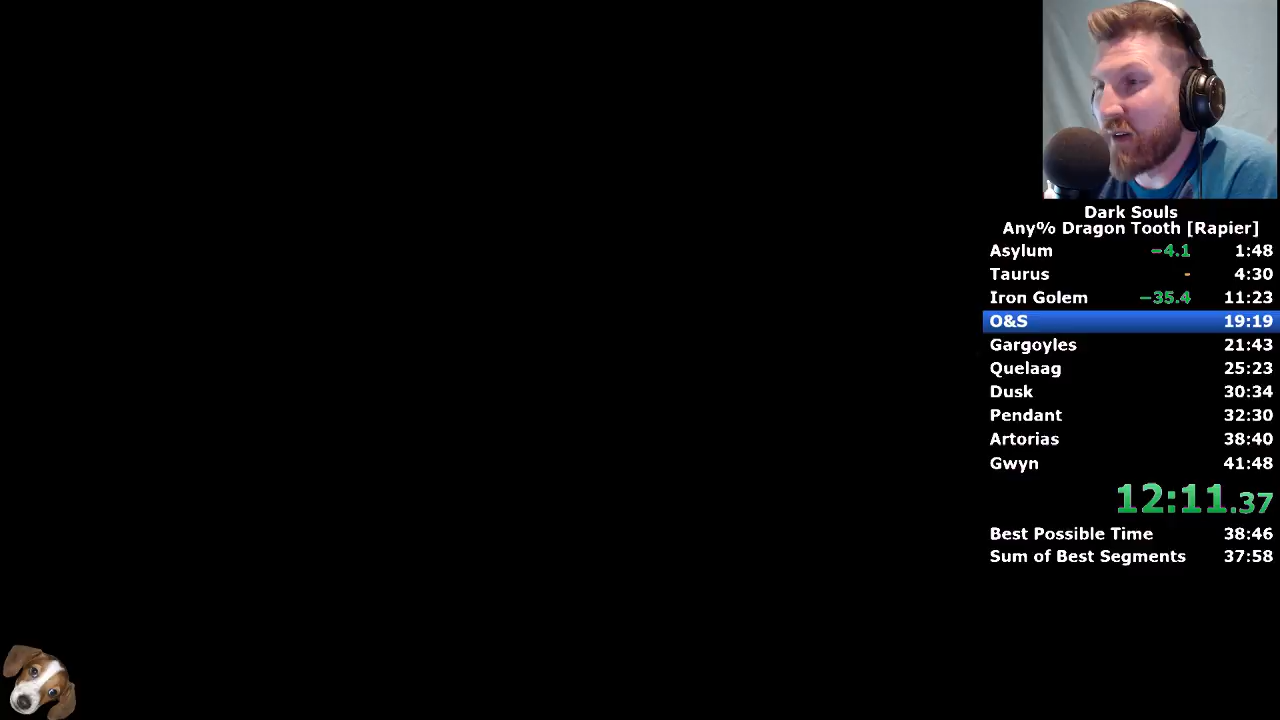 Dark Souls
Any% Dragon Tooth [Rapier]
Asylum −4.1 1:48
Taurus - 4:30
Iron Golem −35.4 11:23
O&S 19:19
Gargoyles 21:43
Quelaag 25:23
Dusk 30:34
Pendant 32:30
Artorias 38:40
Gwyn 41:48
12:11.37
Best Possible Time 38:46
Sum of Best Segments 37:58